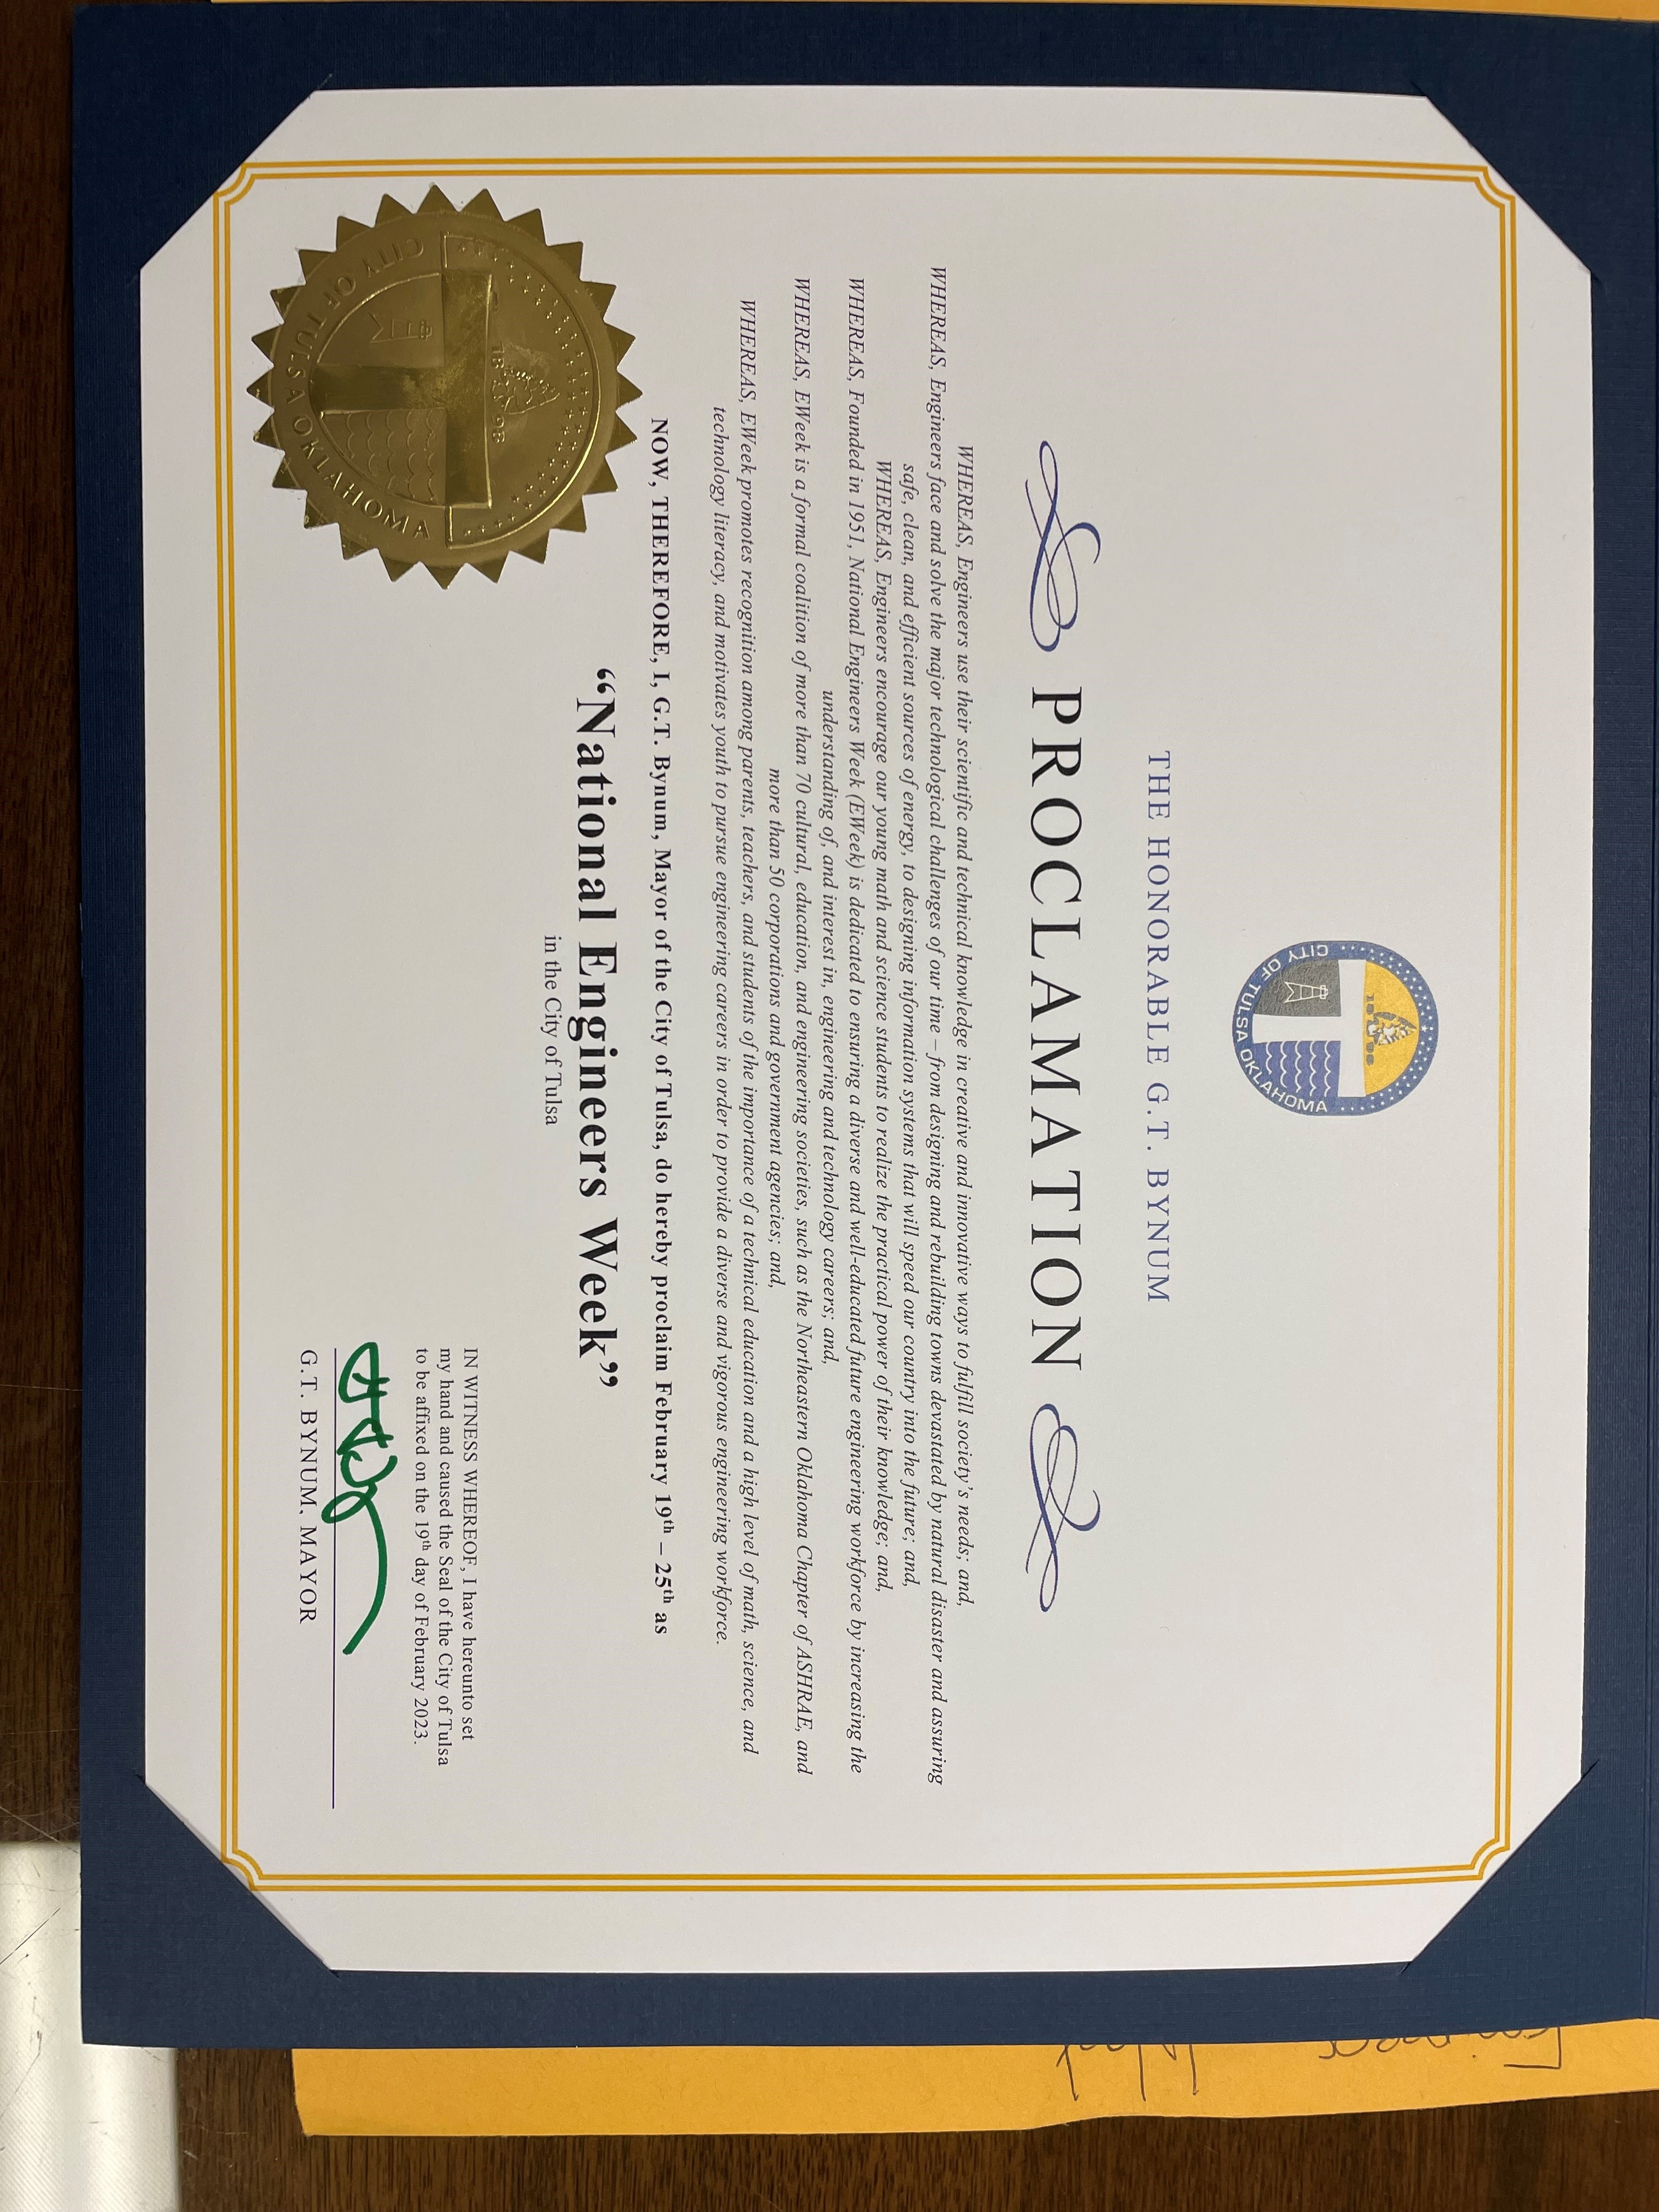 CITY OF TULSA OKLAHOMA
1898
THE HONORABLE G.T. BYNUM
PROCLAMATION
WHEREAS, Engineers use their scientific and technical knowledge in creative and innovative ways to fulfill society's needs; and,
WHEREAS, Engineers face and solve the major technological challenges of our time – from designing and rebuilding towns devastated by natural disaster and assuring
safe, clean, and efficient sources of energy, to designing information systems that will speed our country into the future; and,
WHEREAS, Engineers encourage our young math and science students to realize the practical power of their knowledge; and,
WHEREAS, Founded in 1951, National Engineers Week (EWeek) is dedicated to ensuring a diverse and well-educated future engineering workforce by increasing the
understanding of, and interest in, engineering and technology careers; and,
WHEREAS, EWeek is a formal coalition of more than 70 cultural, education, and engineering societies, such as the Northeastern Oklahoma Chapter of ASHRAE, and
more than 50 corporations and government agencies; and,
WHEREAS, EWeek promotes recognition among parents, teachers, and students of the importance of a technical education and a high level of math, science, and
technology literacy, and motivates youth to pursue engineering careers in order to provide a diverse and vigorous engineering workforce.
NOW, THEREFORE, I, G.T. Bynum, Mayor of the City of Tulsa, do hereby proclaim February 19th – 25th as
“National Engineers Week”
in the City of Tulsa
IN WITNESS WHEREOF, I have hereunto set
my hand and caused the Seal of the City of Tulsa
to be affixed on the 19th day of February 2023.
G.T. BYNUM, MAYOR
CITY OF TULSA OKLAHOMA
1898